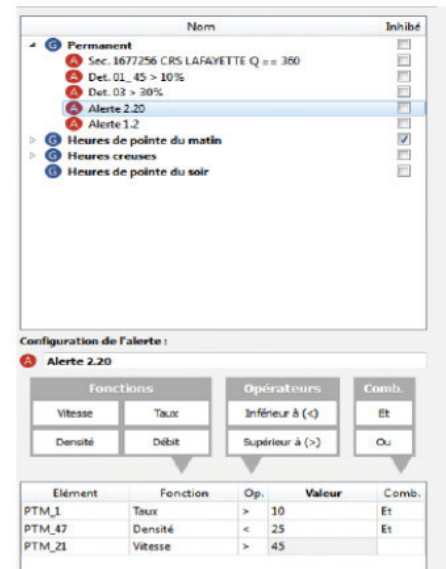 Nom Inhibé
G Permanent
A Sec. 1677256 CRS LAFAYETTE Q == 360
A Det. 01_45 > 10%
A Det. 03 > 30%
A Alerte 2.20
A Alerte 1.2
G Heures de pointe du matin
G Heures creuses
G Heures de pointe du soir
Configuration de l'alerte :
A Alerte 2.20
Fonctions Opérateurs Comb.
Vitesse Taux Inférieur à (<) Et
Densité Débit Supérieur à (>) Ou
Elément Fonction Op. Valeur Comb.
PTM_1 Taux > 10 Et
PTM_47 Densité < 25 Et
PTM_21 Vitesse > 45